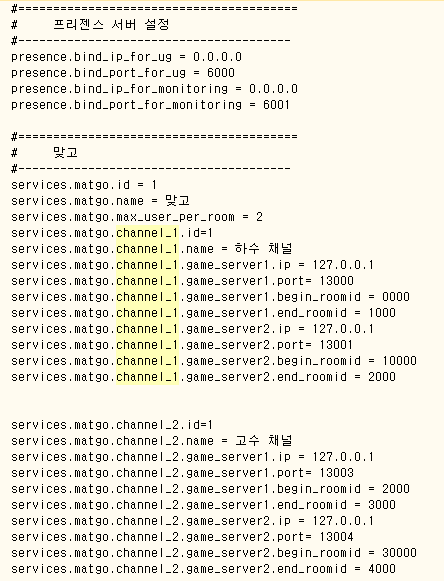 #=========================================
#    프리젠스 서버 설정
#----------------------------------------
presence.bind_ip_for_ug = 0.0.0.0
presence.bind_port_for_ug = 6000
presence.bind_ip_for_monitoring = 0.0.0.0
presence.bind_port_for_monitoring = 6001
#=========================================
#    맞고
#----------------------------------------
services.matgo.id = 1
services.matgo.name = 맞고
services.matgo.max_user_per_room = 2
services.matgo.channel_1.id=1
services.matgo.channel_1.name = 하수 채널
services.matgo.channel_1.game_server1.ip = 127.0.0.1
services.matgo.channel_1.game_server1.port= 13000
services.matgo.channel_1.game_server1.begin_roomid = 0000
services.matgo.channel_1.game_server1.end_roomid = 1000
services.matgo.channel_1.game_server2.ip = 127.0.0.1
services.matgo.channel_1.game_server2.port= 13001
services.matgo.channel_1.game_server2.begin_roomid = 10000
services.matgo.channel_1.game_server2.end_roomid = 2000
services.matgo.channel_2.id=1
services.matgo.channel_2.name = 고수 채널
services.matgo.channel_2.game_server1.ip = 127.0.0.1
services.matgo.channel_2.game_server1.port= 13003
services.matgo.channel_2.game_server1.begin_roomid = 2000
services.matgo.channel_2.game_server1.end_roomid = 3000
services.matgo.channel_2.game_server2.ip = 127.0.0.1
services.matgo.channel_2.game_server2.port= 13004
services.matgo.channel_2.game_server2.begin_roomid = 30000
services.matgo.channel_2.game_server2.end_roomid = 4000